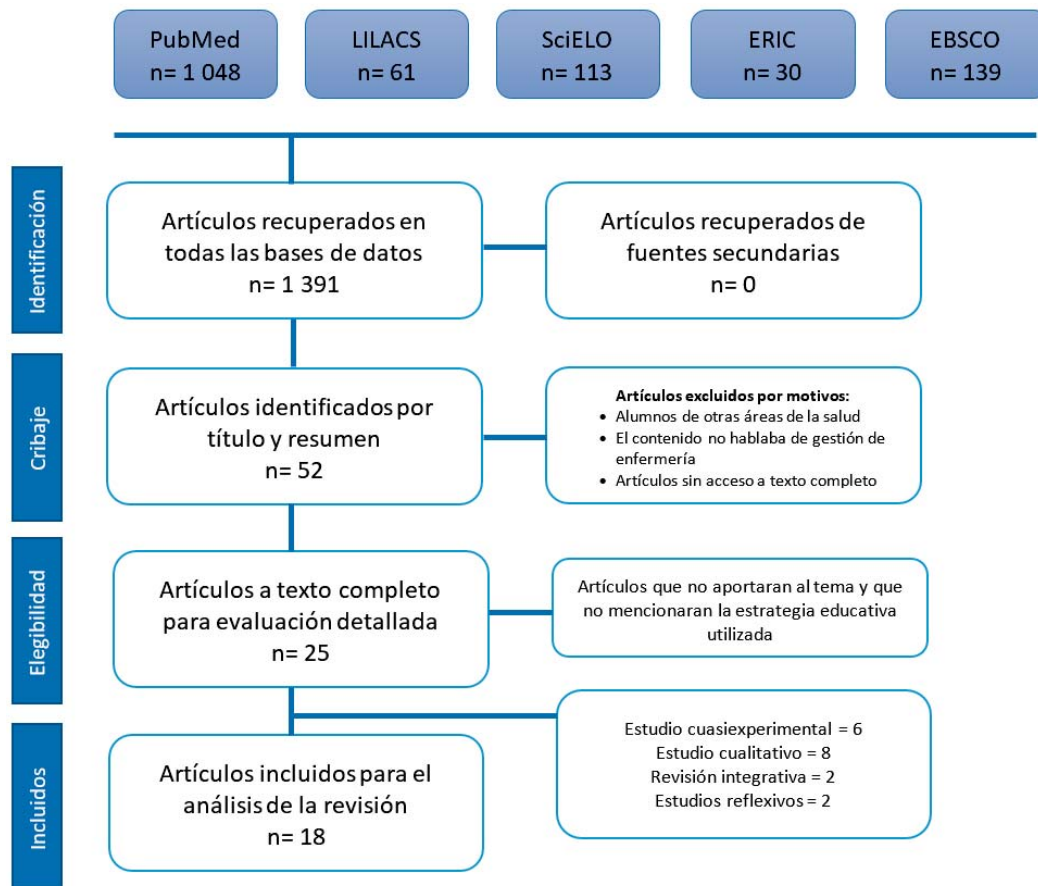 PubMed
n= 1 048
LILACS
n= 61
SciELO
n= 113
ERIC
n= 30
EBSCO
n= 139
Identificación
Artículos recuperados en
todas las bases de datos
n= 1 391
Artículos recuperados de
fuentes secundarias
n= 0
Cribaje
Artículos identificados por
título y resumen
n= 52
Artículos excluidos por motivos:
• Alumnos de otras áreas de la salud
• El contenido no hablaba de gestión de
enfermería
• Artículos sin acceso a texto completo
Elegibilidad
Artículos a texto completo
para evaluación detallada
n= 25
Artículos que no aportaran al tema y que
no mencionaran la estrategia educativa
utilizada
Incluidos
Artículos incluidos para el
análisis de la revisión
n= 18
Estudio cuasiexperimental = 6
Estudio cualitativo = 8
Revisión integrativa = 2
Estudios reflexivos = 2